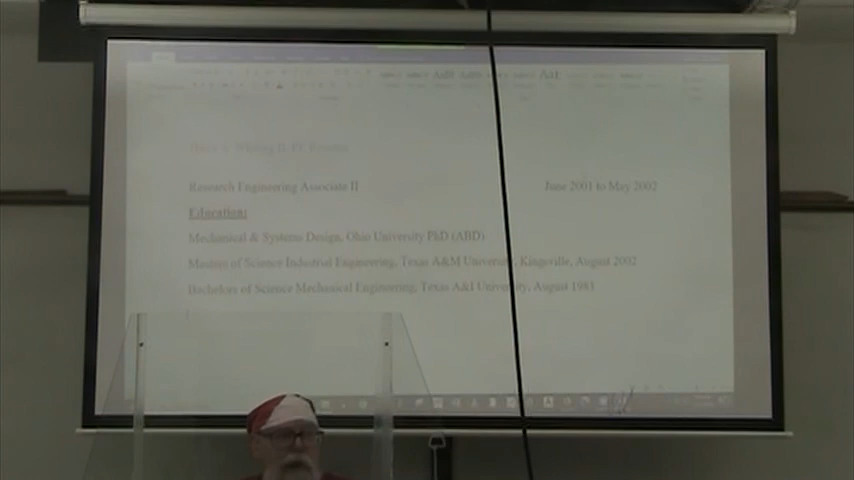 Research Engineering Associate II June 2001 to May 2002
Education:
Mechanical & Systems Design, Ohio University PhD (ABD)
Masters of Science Industrial Engineering, Texas A&M University, Kingsville, August 2002
Bachelors of Science Mechanical Engineering, Texas A&I University, August 1983